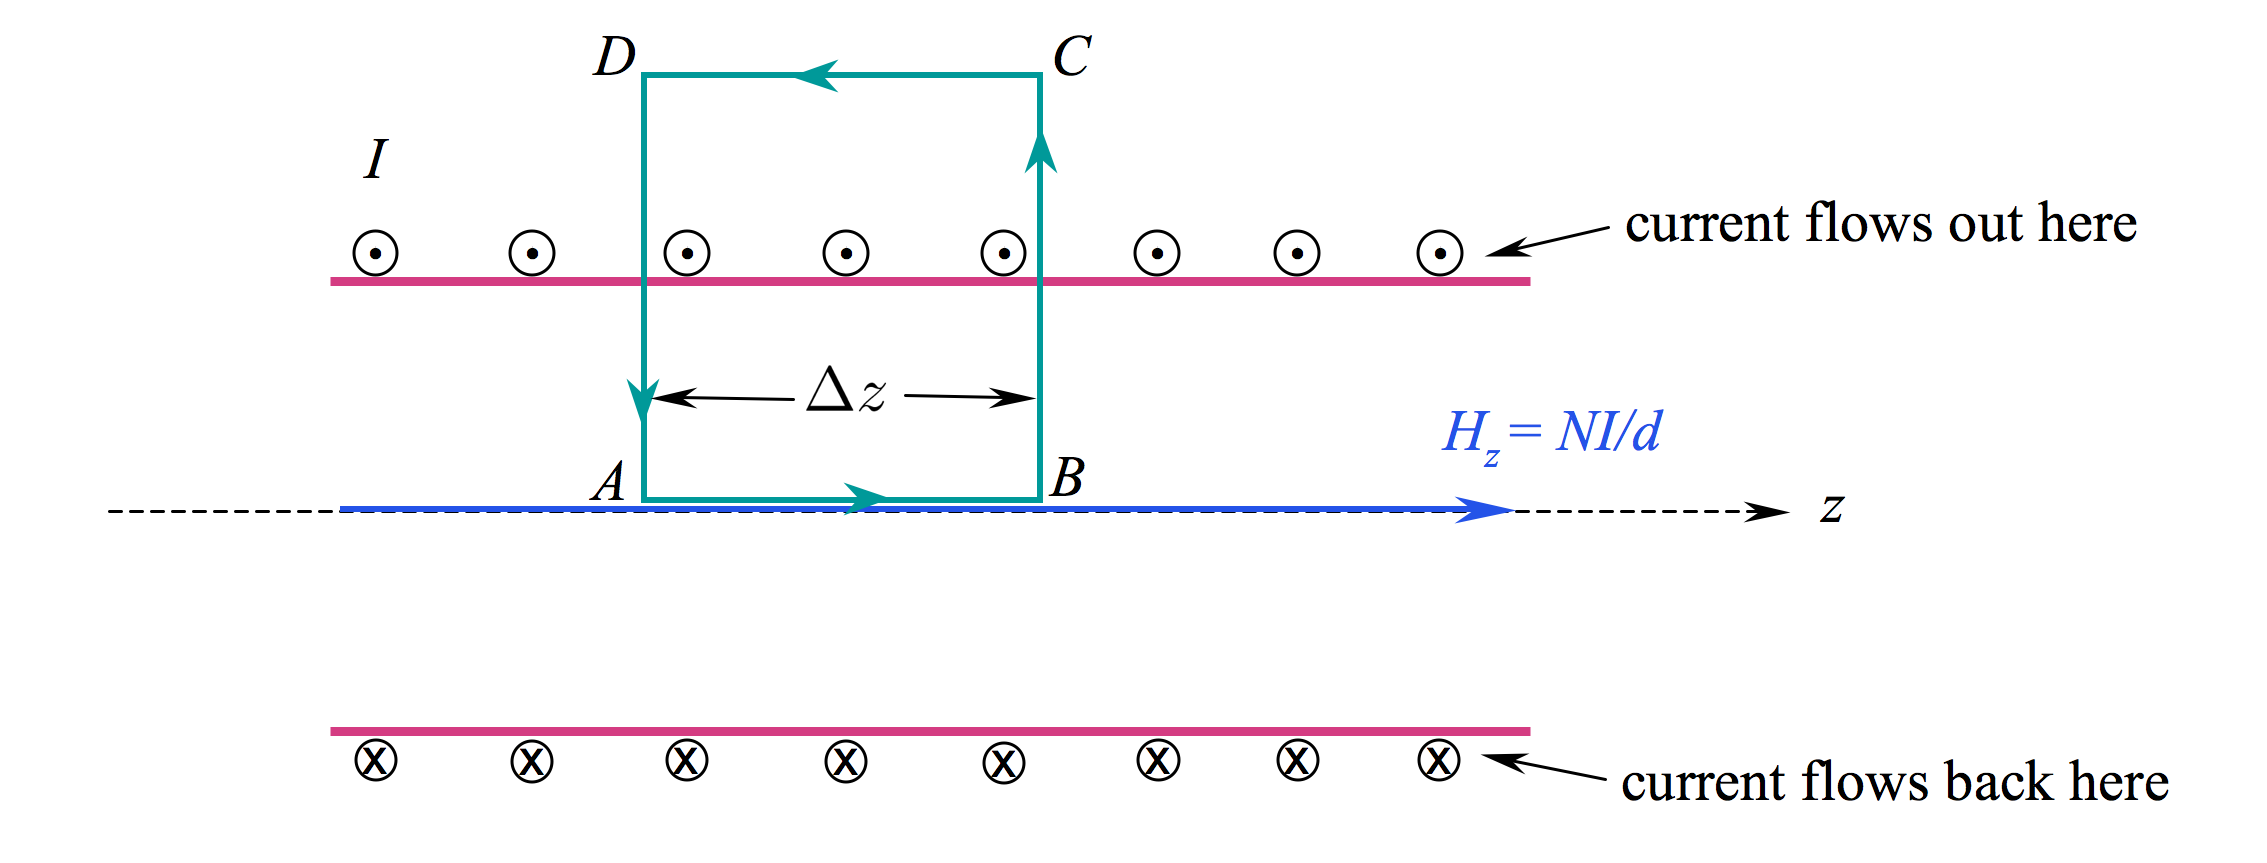 D
C
I
current flows out here
Δz
H_z= NI/d
A
B
z
X X X X X X X X
current flows back here